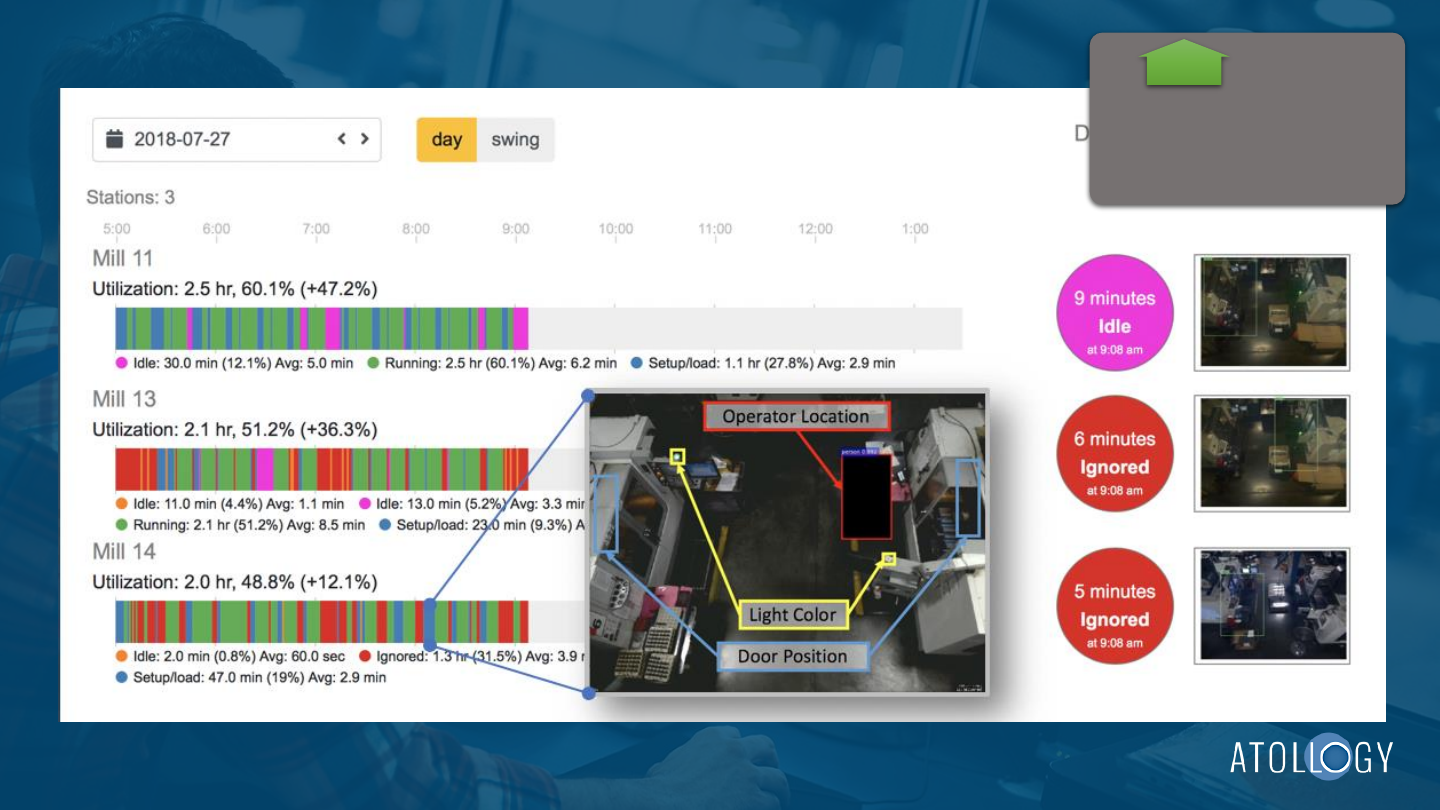 2018-07-27
day swing
D
Stations: 3
5:00 6:00 7:00 8:00 9:00 10:00 11:00 12:00 1:00
Mill 11
Utilization: 2.5 hr, 60.1% (+47.2%)
Idle: 30.0 min (12.1%) Avg: 5.0 min Running: 2.5 hr (60.1%) Avg: 6.2 min Setup/load: 1.1 hr (27.8%) Avg: 2.9 min
9 minutes
Idle
at 9:08 am
Mill 13
Utilization: 2.1 hr, 51.2% (+36.3%)
Idle: 11.0 min (4.4%) Avg: 1.1 min Idle: 13.0 min (5.2%) Avg: 3.3 min
Running: 2.1 hr (51.2%) Avg: 8.5 min Setup/load: 23.0 min (9.3%) A
6 minutes
Ignored
at 9:08 am
Mill 14
Utilization: 2.0 hr, 48.8% (+12.1%)
Idle: 2.0 min (0.8%) Avg: 60.0 sec Ignored: 1.3 hr (31.5%) Avg: 3.9
Setup/load: 47.0 min (19%) Avg: 2.9 min
5 minutes
Ignored
at 9:08 am
Operator Location
person
Light Color
Door Position
ATOLLOGY